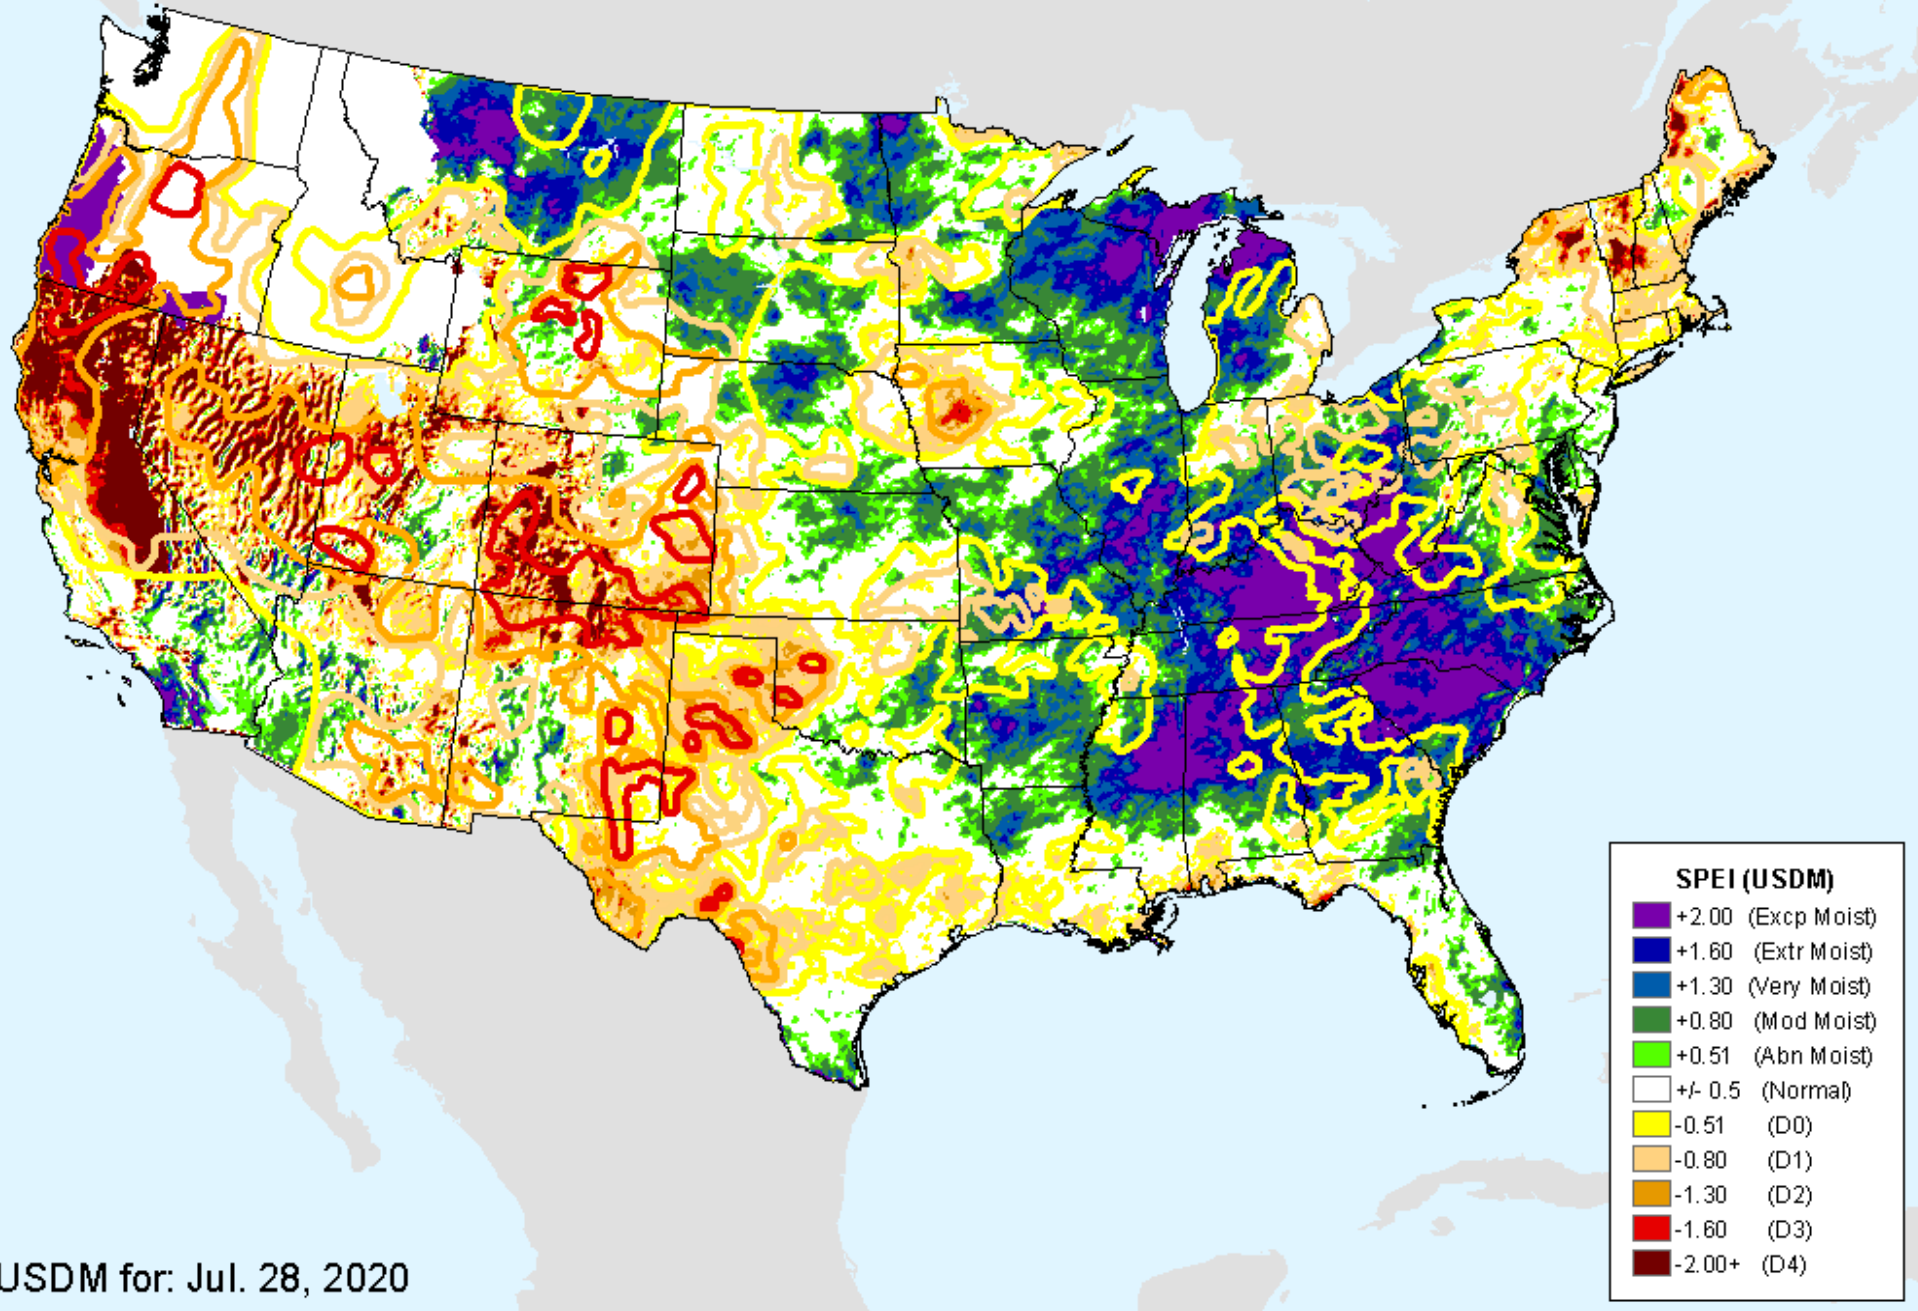 SPEI (USDM)
+2.00 (Excp Moist)
+1.60 (Extr Moist)
+1.30 (Very Moist)
+0.80 (Mod Moist)
+0.51 (Abn Moist)
+/- 0.5 (Normal)
-0.51 (D0)
-0.80 (D1)
-1.30 (D2)
-1.60 (D3)
-2.00+ (D4)
USDM for: Jul. 28, 2020